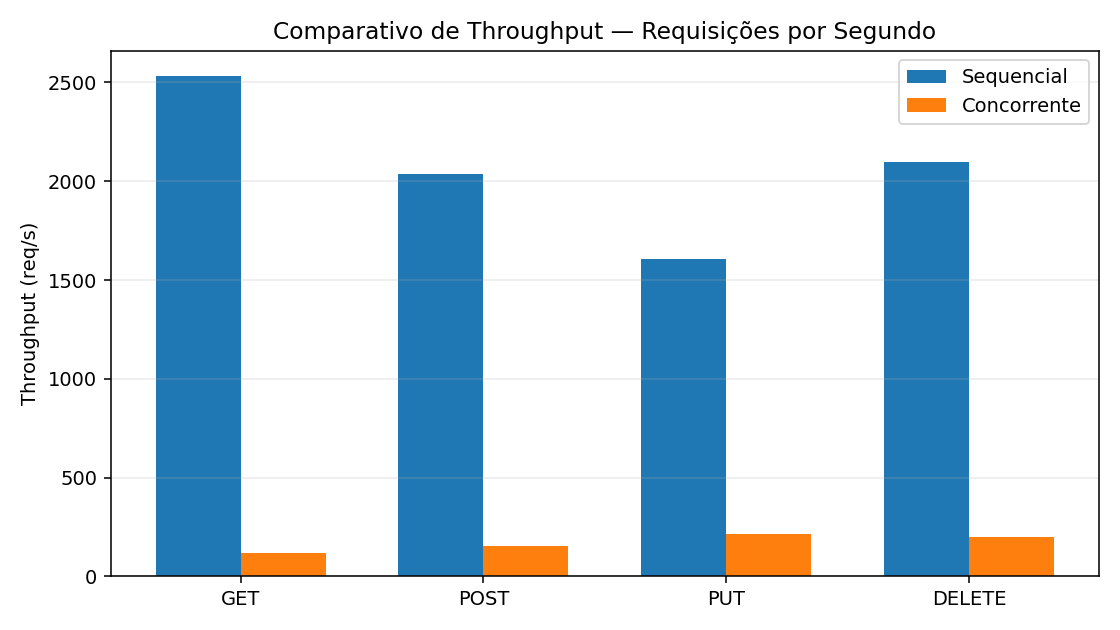 Comparativo de Throughput — Requisições por Segundo
Sequencial
Concorrente
Throughput (req/s)
2500
2000
1500
1000
500
0
GET
POST
PUT
DELETE